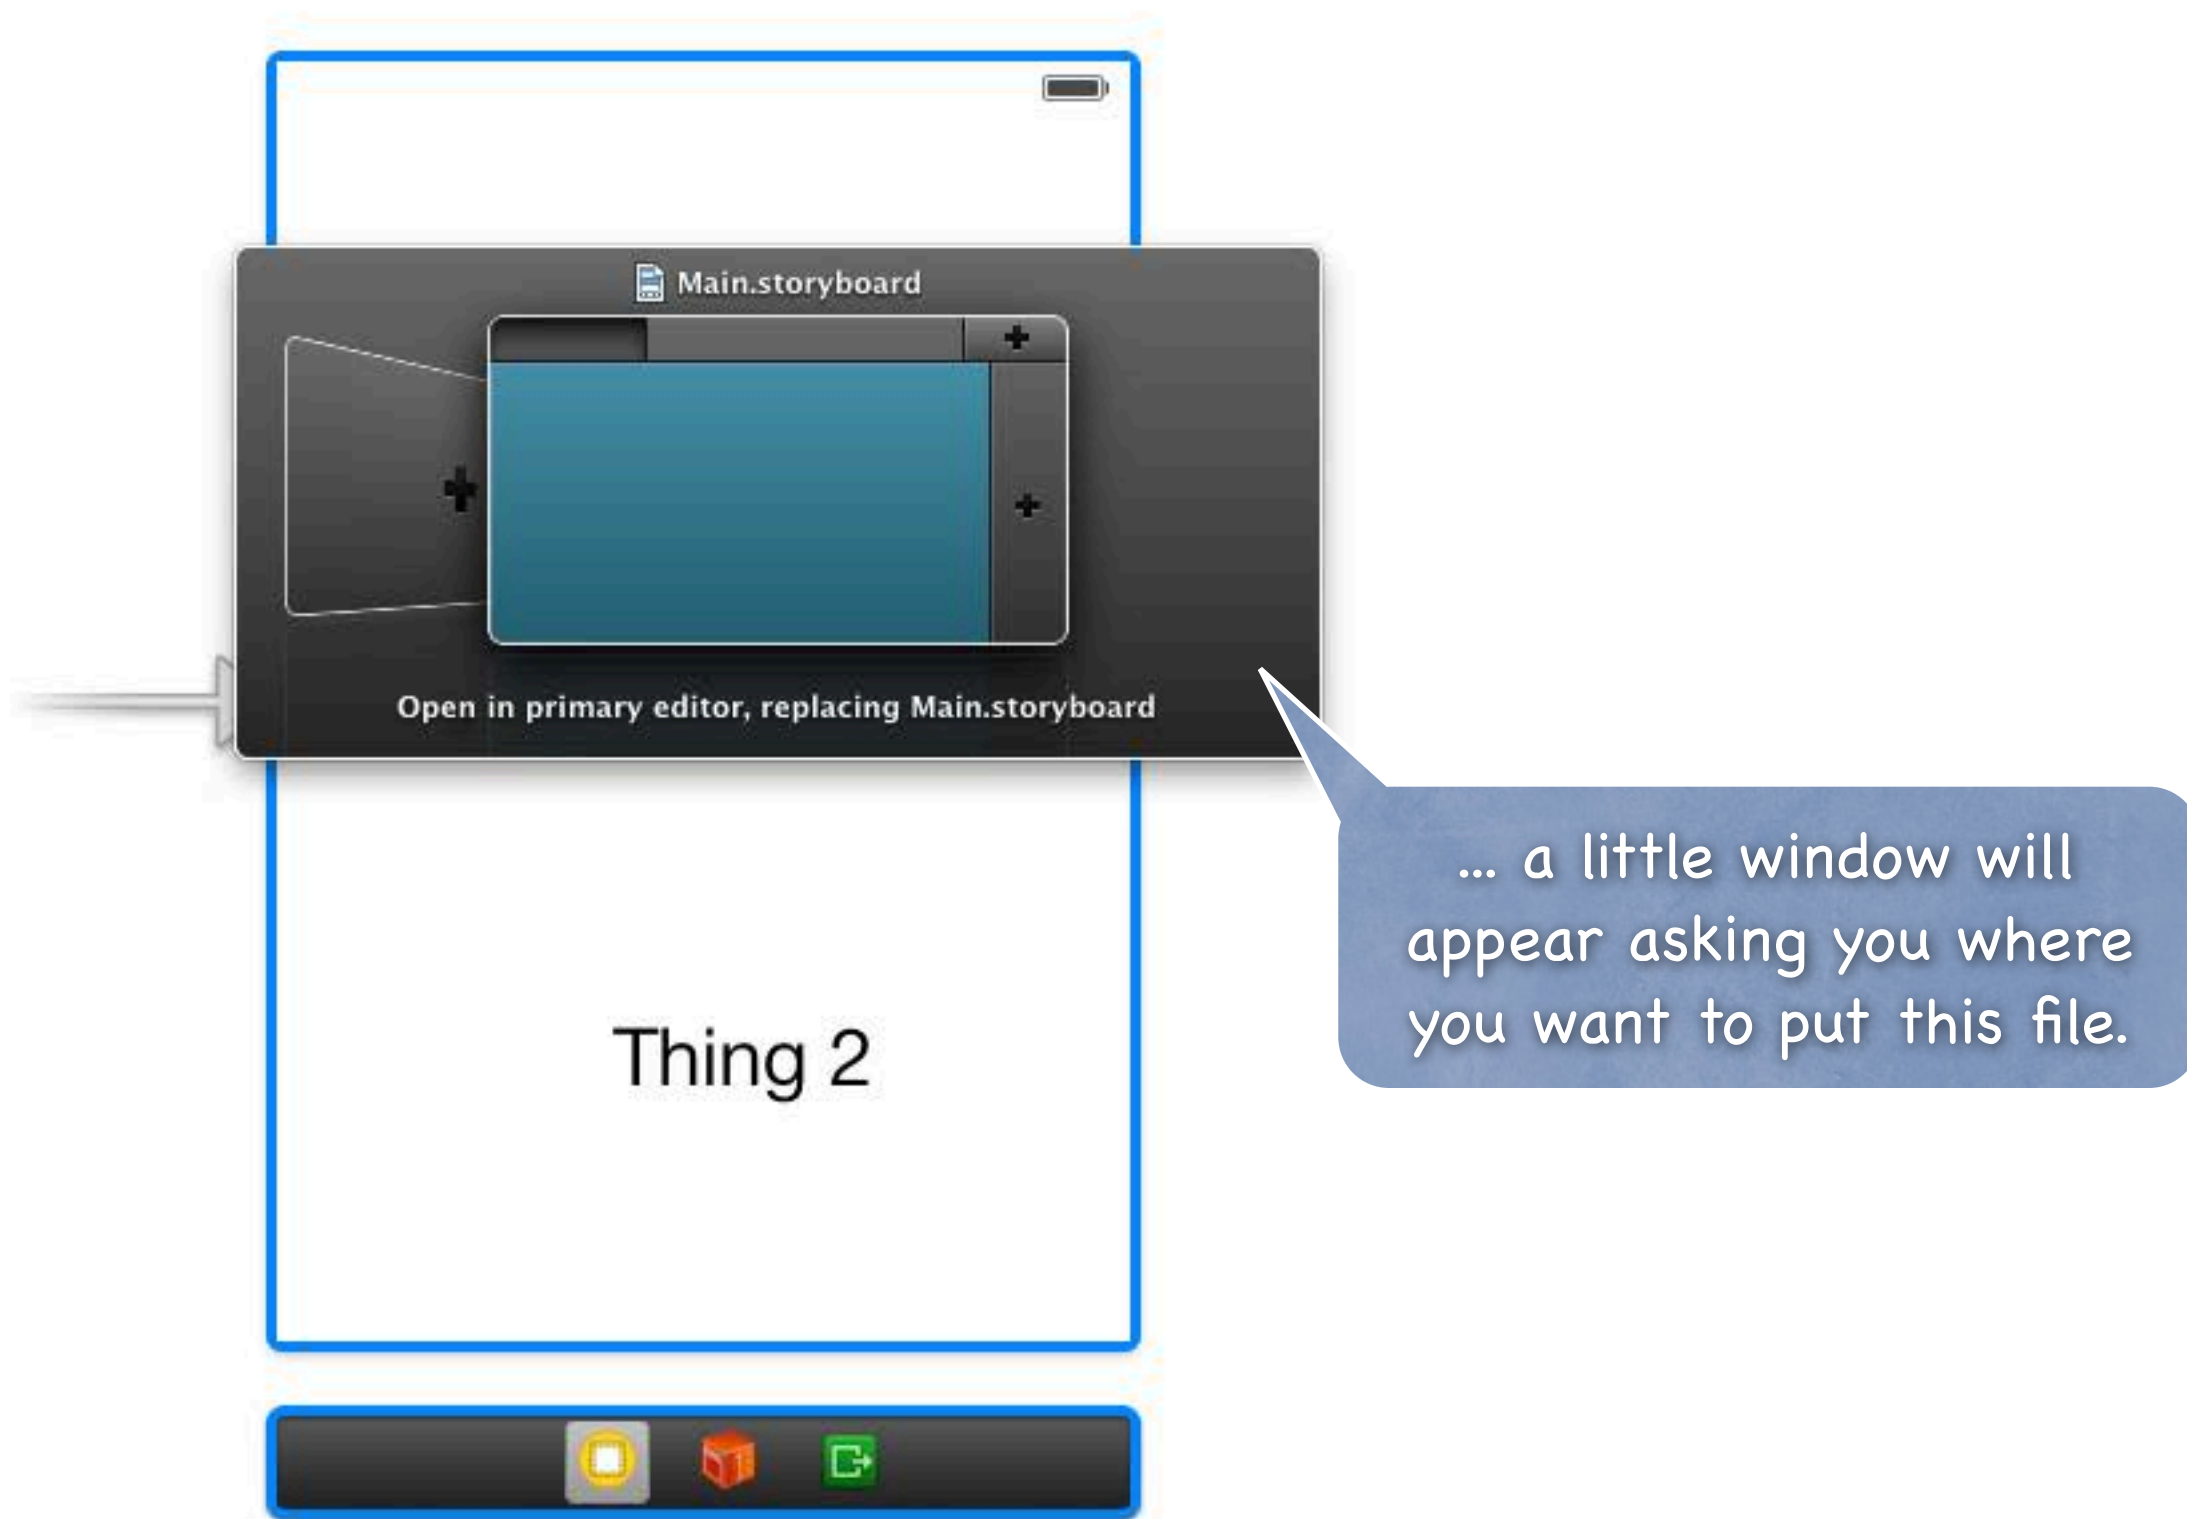 Main.storyboard
Open in primary editor, replacing Main.storyboard
... a little window will
appear asking you where
you want to put this file.
Thing 2